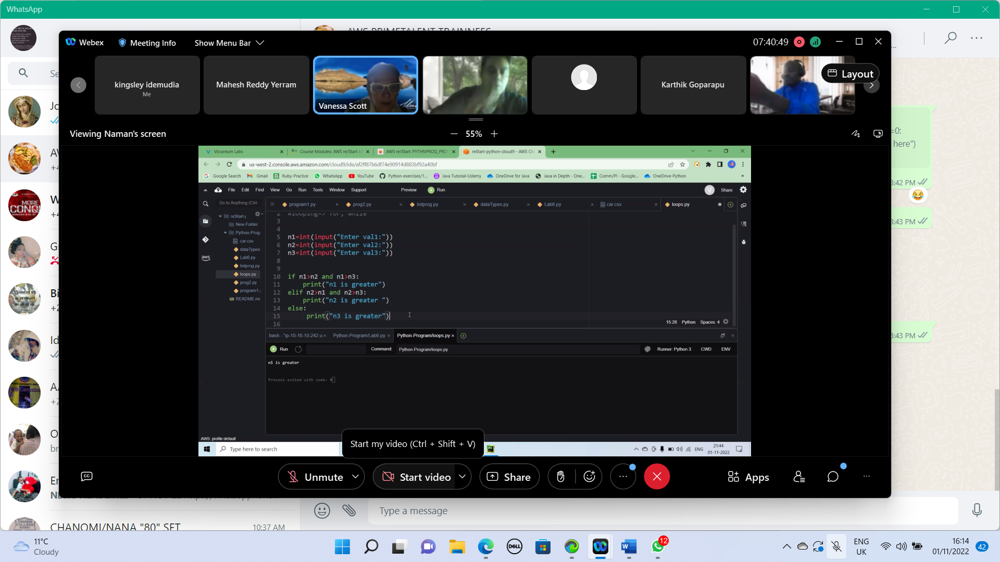 WhatsApp
Webex
Meeting Info
Show Menu Bar
07:40:49
kingsley idemudia
Me
Mahesh Reddy Yerram
Vanessa Scott
Karthik Goparapu
Layout
Viewing Naman's screen
55%
Vocareum Labs
Course Modules: AWS re/Start U
AWS re/Start: PYTHNPROG_PRO
reStart-python-cloud9 - AWS Clo
us-west-2.console.aws.amazon.com/cloud9/ide/af2ff87b6df74e90914d883bf92a40bf
Google Search
Gmail
Ruby-Practice
WhatsApp
YouTube
Python-exercises/1...
Java Tutorial-Udemy
OneDrive for Java
Java in Depth - One...
Comm/PI - Google...
OneDrive-Python
File Edit Find View Go Run Tools Window Support
Preview
Run
V
Share
Go to Anything (Ctrl-
program1.py
prog2.py
listprog.py
dataTypes.py
Lab6.py
car.csv
loops.py
reStart-p
New Folder
Python-Prog
car.csv
dataTypes
Lab6.py
listprog.py
loops.py
prog2.py
program1.
README.md
aws
2 #looping=> for, while
3
4
5 n1=int(input("Enter val1:"))
6 n2=int(input("Enter val2:"))
7 n3=int(input("Enter val3:"))
8
9
10 if n1>n2 and n1>n3:
11 print("n1 is greater")
12 elif n2>n1 and n2>n3:
13 print("n2 is greater ")
14 else:
15 print("n3 is greater")
16
15:28 Python Spaces: 4
bash - "ip-10-16-10-242.u
Python-Program/Lab6.py
Python-Program/loops.py
Run
Command:
Python-Program/loops.py
Runner: Python 3
CWD
ENV
n1 is greater
Process exited with code: 0
AWS: profile:default
Type here to search
PC
ENG
21:44
01-11-2022
Start my video (Ctrl + Shift + V)
CC
Unmute
Start video
Share
Apps
=0:
here")
3:42 PM
3:43 PM
3:43 PM
MORE
CONQ
CHANOMI/NANA "80" SET
10:37 AM
Type a message
11°C
Cloudy
DELL
W
12
ENG
UK
16:14
01/11/2022
42